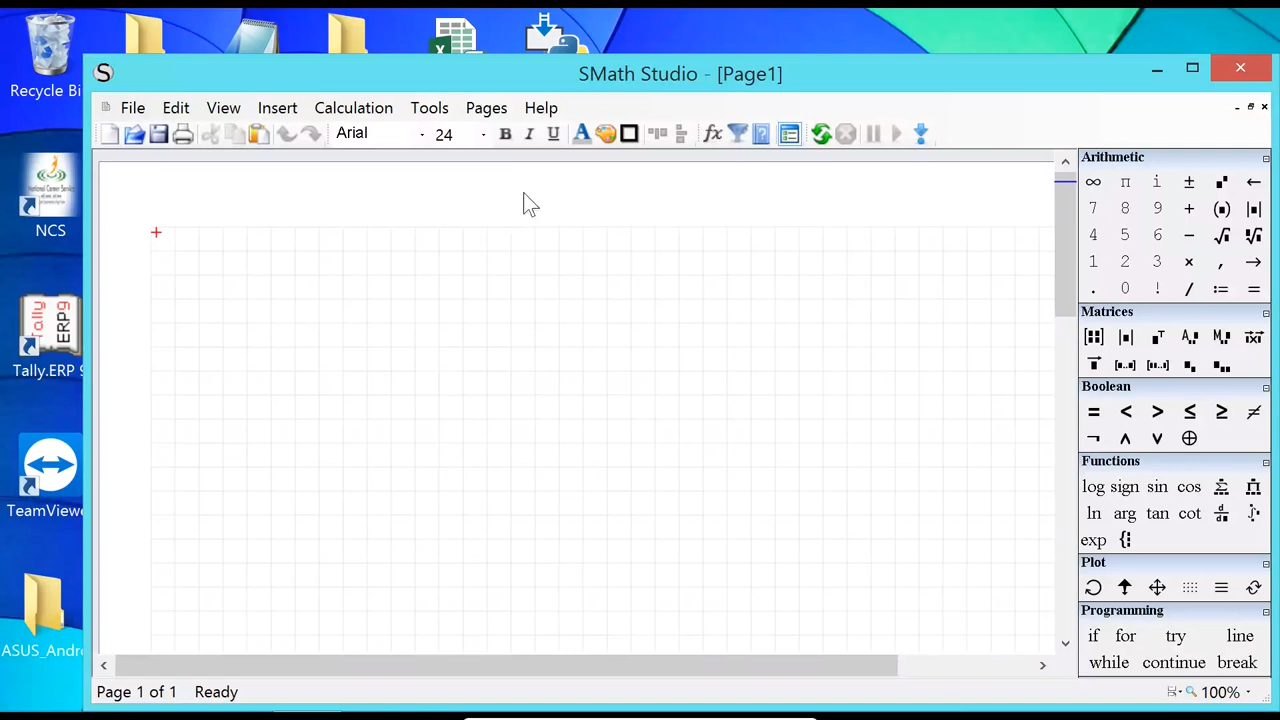 Recycle Bi
NCS
Tally.ERP 9
TeamViewe
ASUS_Andro
SMath Studio - [Page1]
File Edit View Insert Calculation Tools Pages Help
Arial 24 B I U A fx
Arithmetic
∞ π i ± ←
7 8 9 +
4 5 6 −
1 2 3 × , →
. 0 ! / := =
Matrices
Boolean
= < > ≤ ≥ ≠
¬ ∧ ∨ ⊕
Functions
log sign sin cos
ln arg tan cot
exp
Plot
Programming
if for try line
while continue break
Page 1 of 1 Ready
100%